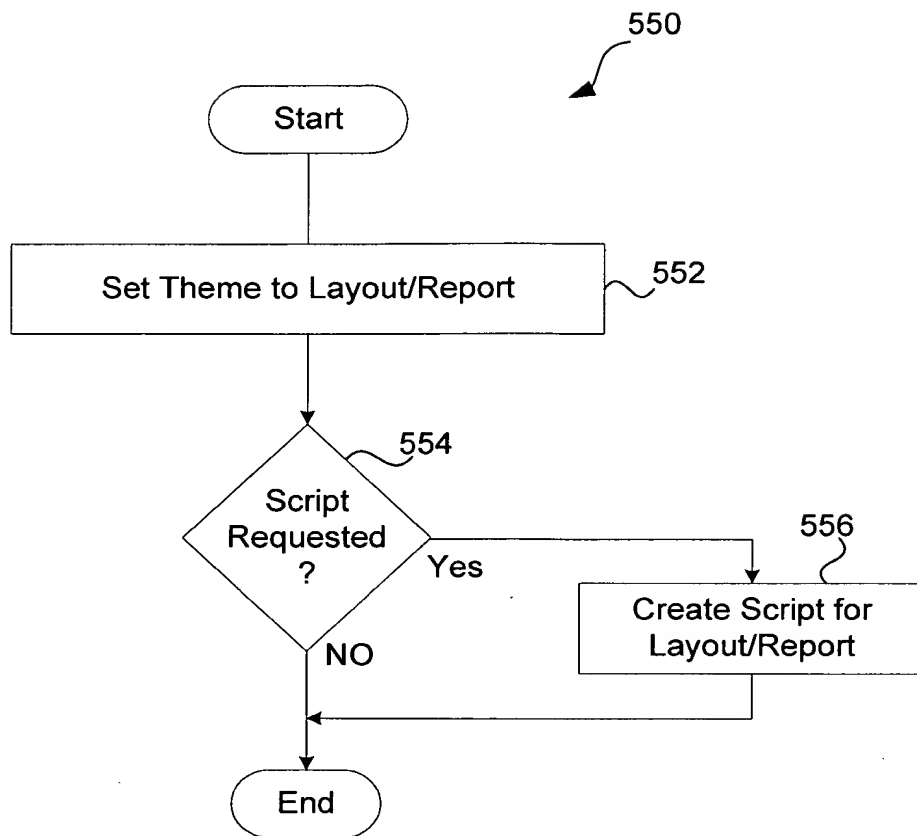 550
Start
Set Theme to Layout/Report
552
554
Script
Requested
?
Yes
556
Create Script for
Layout/Report
NO
End